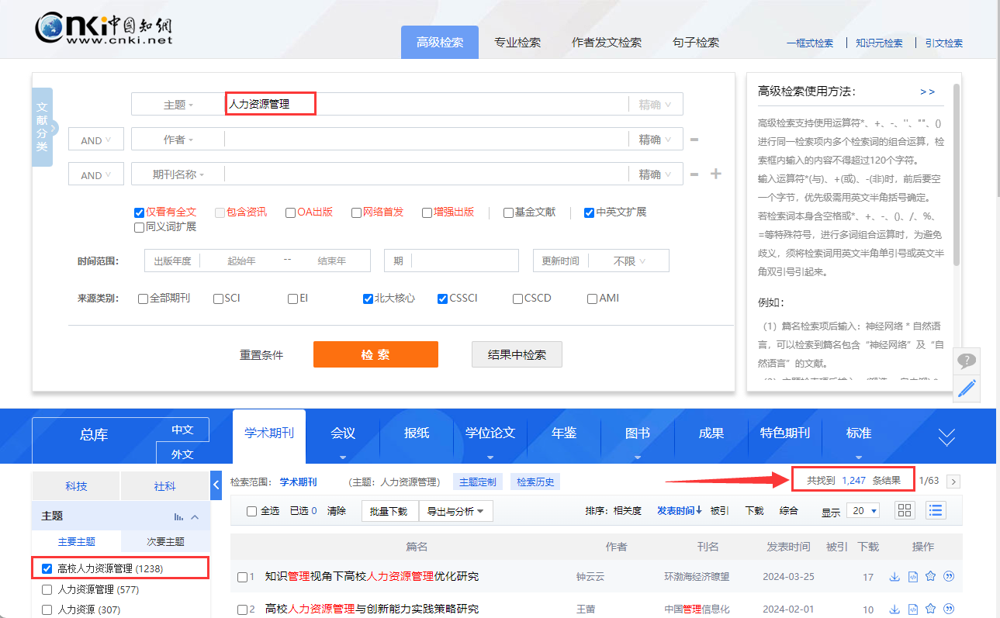 cnki中国知网
www.cnki.net
高级检索
专业检索
作者发文检索
句子检索
一框式检索
知识元检索
引文检索
文献分类
主题
人力资源管理
精确
AND
作者
精确
AND
期刊名称
精确
仅看有全文
包含资讯
OA出版
网络首发
增强出版
基金文献
中英文扩展
同义词扩展
时间范围：
出版年度
起始年
--
结束年
期
更新时间
不限
来源类别：
全部期刊
SCI
EI
北大核心
CSSCI
CSCD
AMI
重置条件
检 索
结果中检索
高级检索使用方法：
>>
高级检索支持使用运算符*、+、-、''、""、()
进行同一检索项内多个检索词的组合运算，检
索框内输入的内容不得超过120个字符。
输入运算符*(与)、+(或)、-(非)时，前后要空
一个字节，优先级需用英文半角括号确定。
若检索词本身含空格或*、+、-、()、/、%、
=等特殊符号，进行多词组合运算时，为避免
歧义，须将检索词用英文半角单引号或英文半
角双引号引起来。
例如：
（1）篇名检索项后输入：神经网络 * 自然语
言，可以检索到篇名包含“神经网络”及“自
然语言”的文献。
总库
中文
外文
学术期刊
会议
报纸
学位论文
年鉴
图书
成果
特色期刊
标准
科技
社科
检索范围：
学术期刊
（主题：人力资源管理）
主题定制
检索历史
共找到 1,247 条结果
1/63
主题
主要主题
次要主题
高校人力资源管理 (1238)
人力资源管理 (577)
人力资源 (307)
全选
已选 0
清除
批量下载
导出与分析
排序：
相关度
发表时间↓
被引
下载
综合
显示
20
篇名
作者
刊名
发表时间
被引
下载
操作
1
知识管理视角下高校人力资源管理优化研究
钟云云
环渤海经济瞭望
2024-03-25
17
2
高校人力资源管理与创新能力实践策略研究
王茵
中国管理信息化
2024-02-01
10